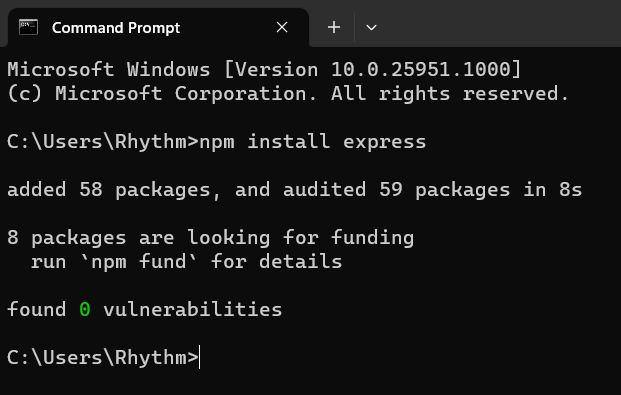 Command Prompt
Microsoft Windows [Version 10.0.25951.1000]
(c) Microsoft Corporation. All rights reserved.
C:\Users\Rhythm>npm install express
added 58 packages, and audited 59 packages in 8s
8 packages are looking for funding
  run `npm fund` for details
found 0 vulnerabilities
C:\Users\Rhythm>